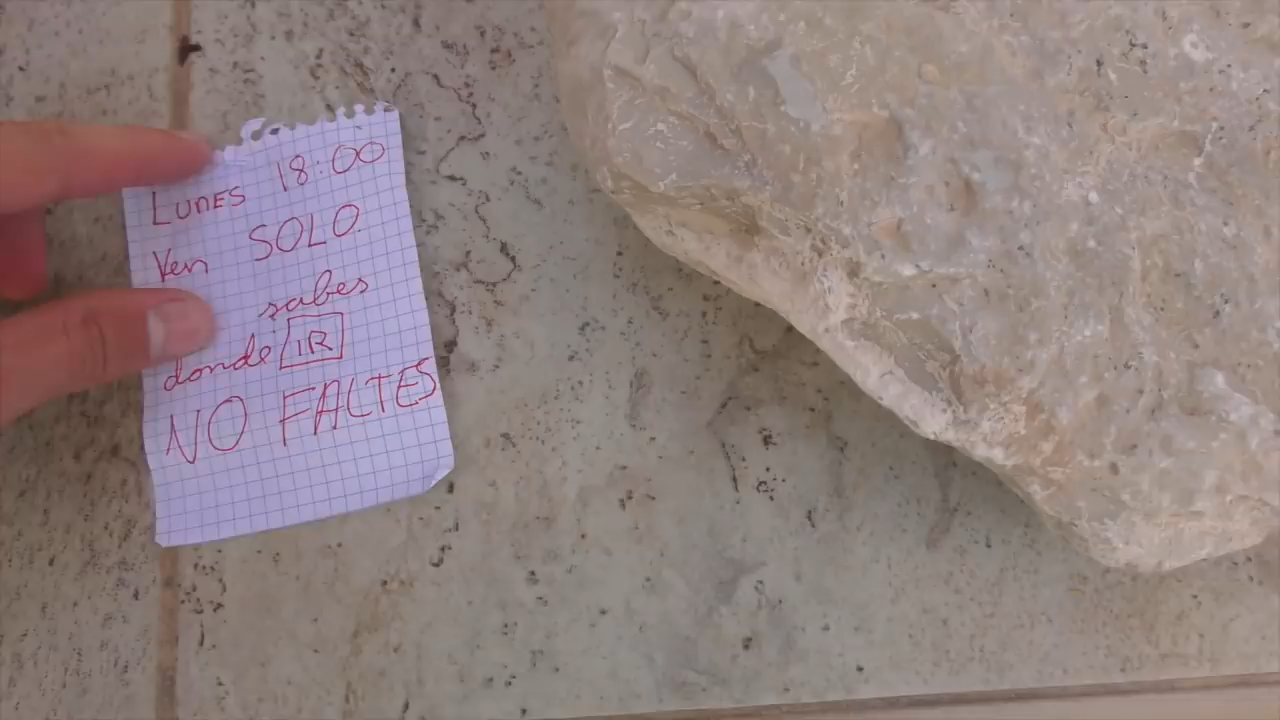 LUNES 18:00
Ven SOLO
sabes
donde IR
NO FALTES